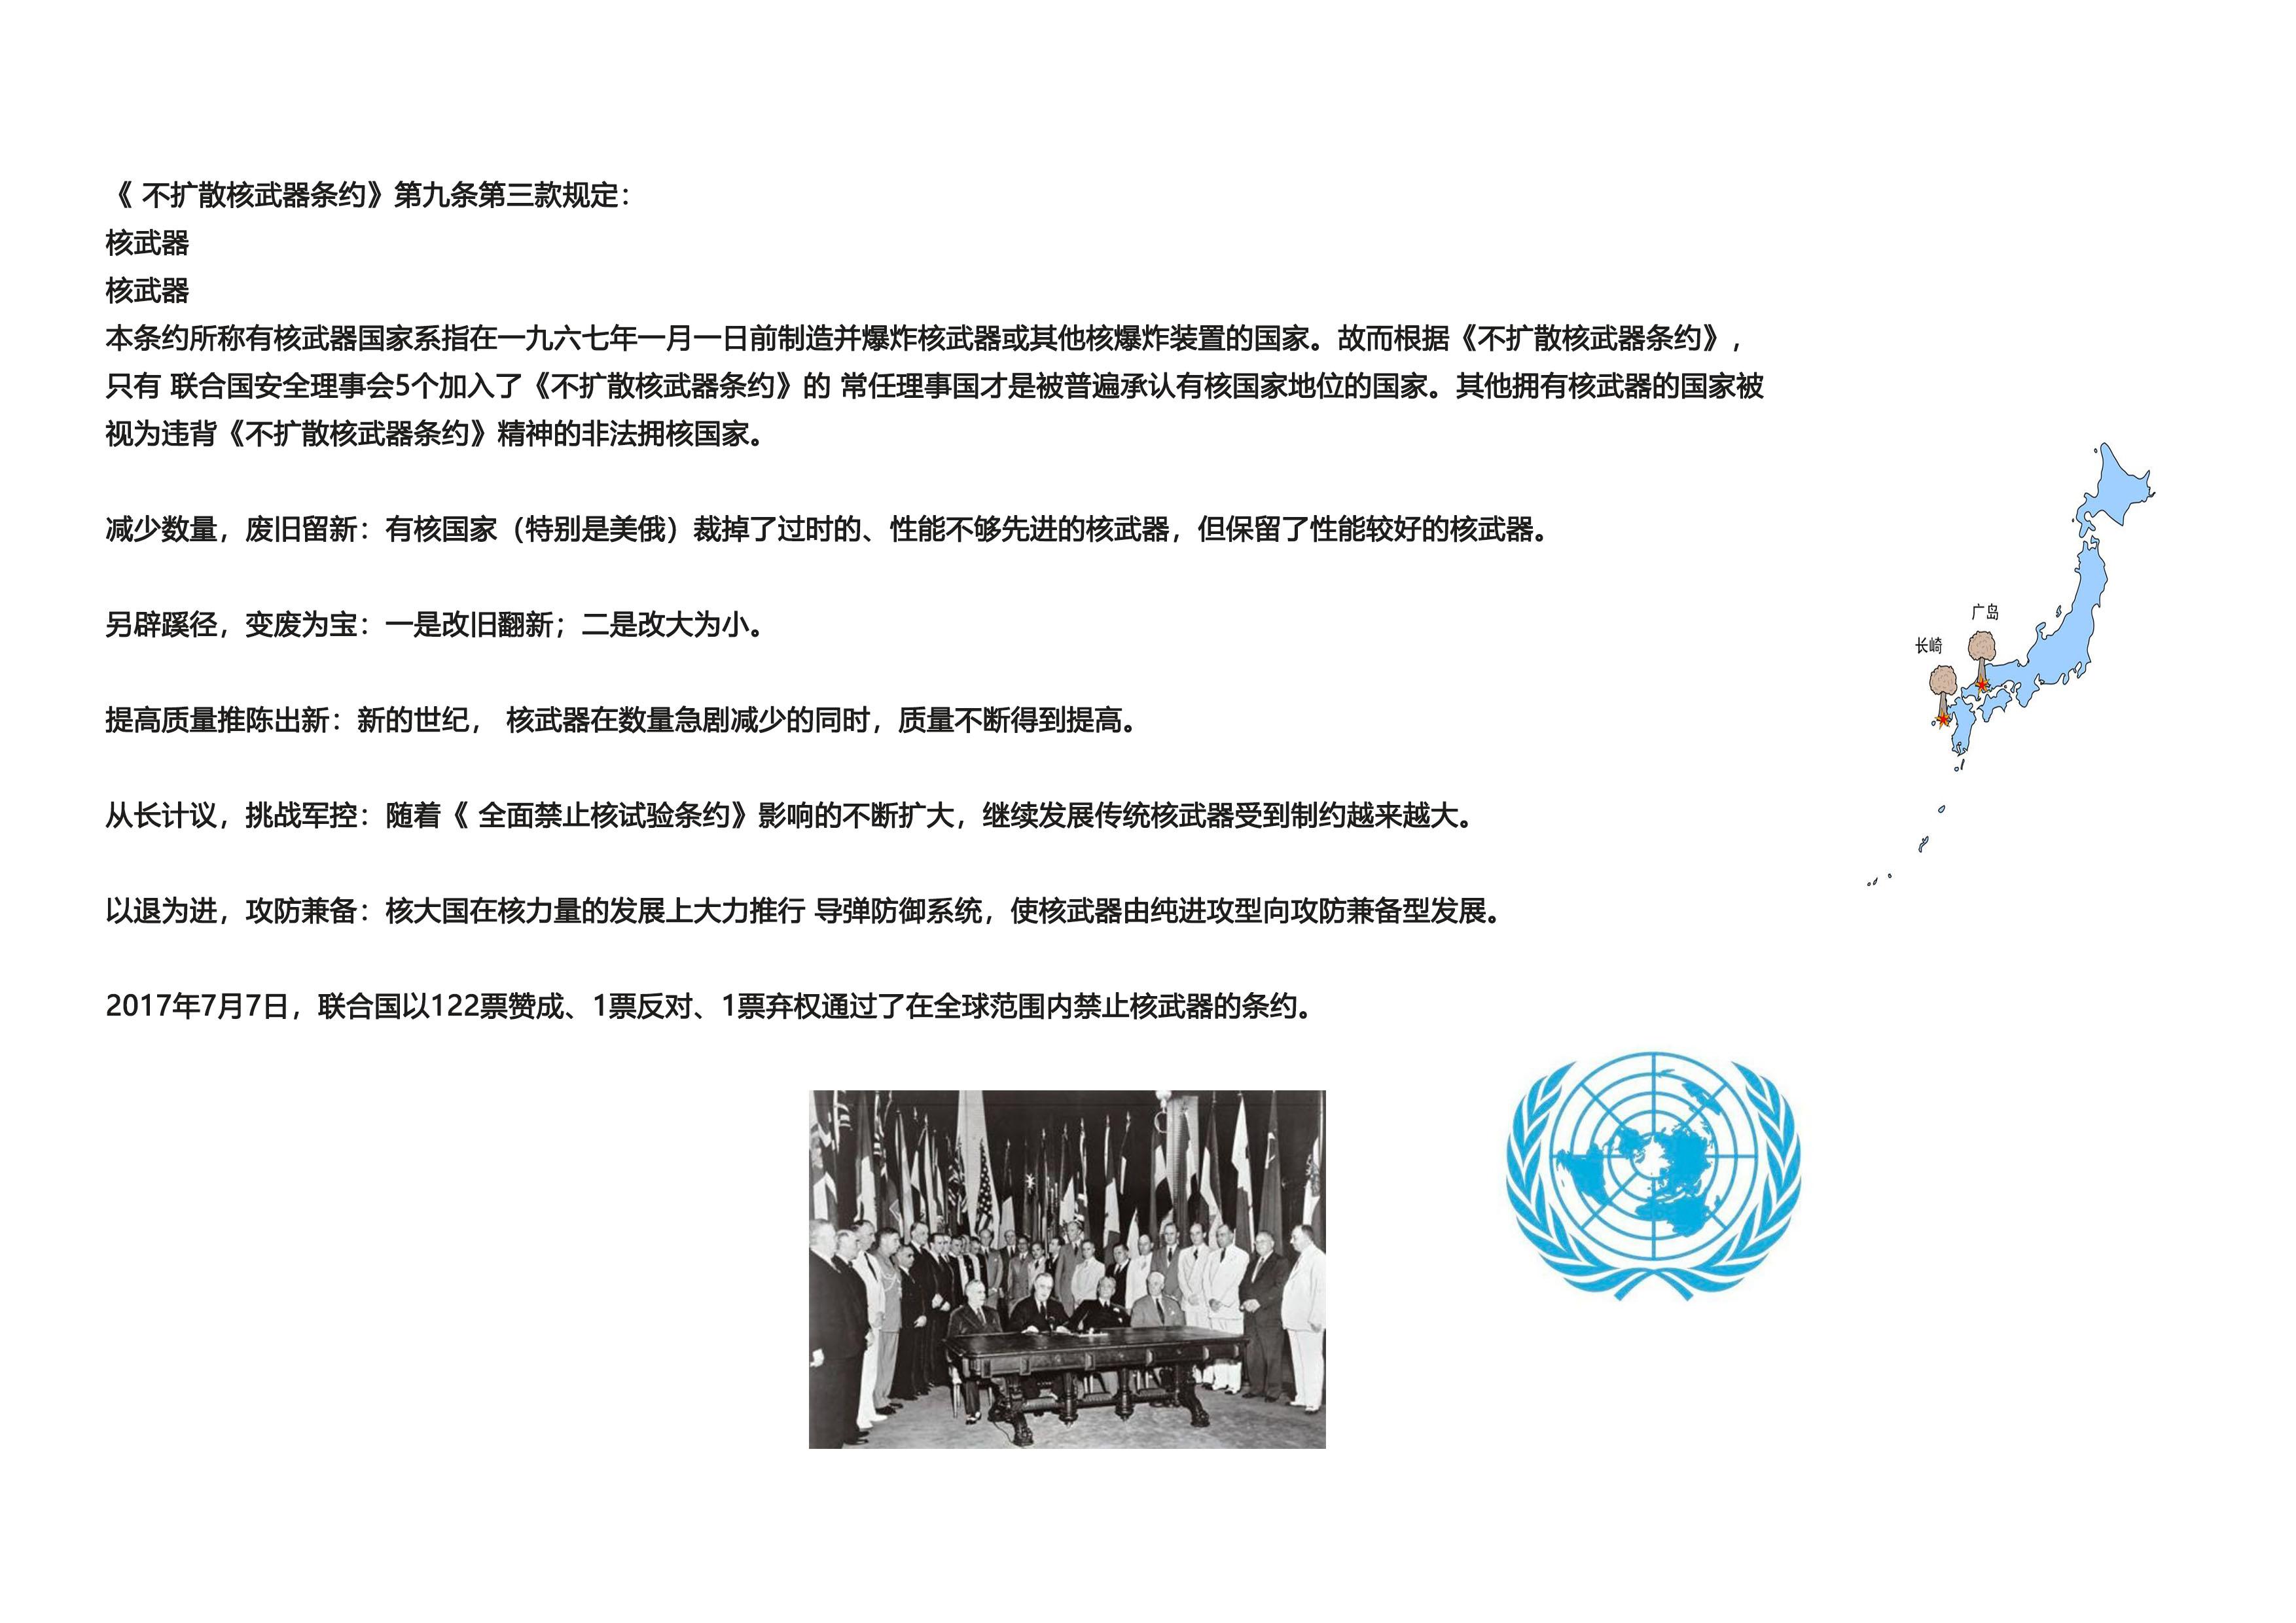 《 不扩散核武器条约》第九条第三款规定：
核武器
核武器
本条约所称有核武器国家系指在一九六七年一月一日前制造并爆炸核武器或其他核爆炸装置的国家。故而根据《不扩散核武器条约》，
只有 联合国安全理事会5个加入了《不扩散核武器条约》的 常任理事国才是被普遍承认有核国家地位的国家。其他拥有核武器的国家被
视为违背《不扩散核武器条约》精神的非法拥核国家。
减少数量，废旧留新：有核国家（特别是美俄）裁掉了过时的、性能不够先进的核武器，但保留了性能较好的核武器。
另辟蹊径，变废为宝：一是改旧翻新；二是改大为小。
提高质量推陈出新：新的世纪， 核武器在数量急剧减少的同时，质量不断得到提高。
从长计议，挑战军控：随着《 全面禁止核试验条约》影响的不断扩大，继续发展传统核武器受到制约越来越大。
以退为进，攻防兼备：核大国在核力量的发展上大力推行 导弹防御系统，使核武器由纯进攻型向攻防兼备型发展。
2017年7月7日，联合国以122票赞成、1票反对、1票弃权通过了在全球范围内禁止核武器的条约。
广岛
长崎